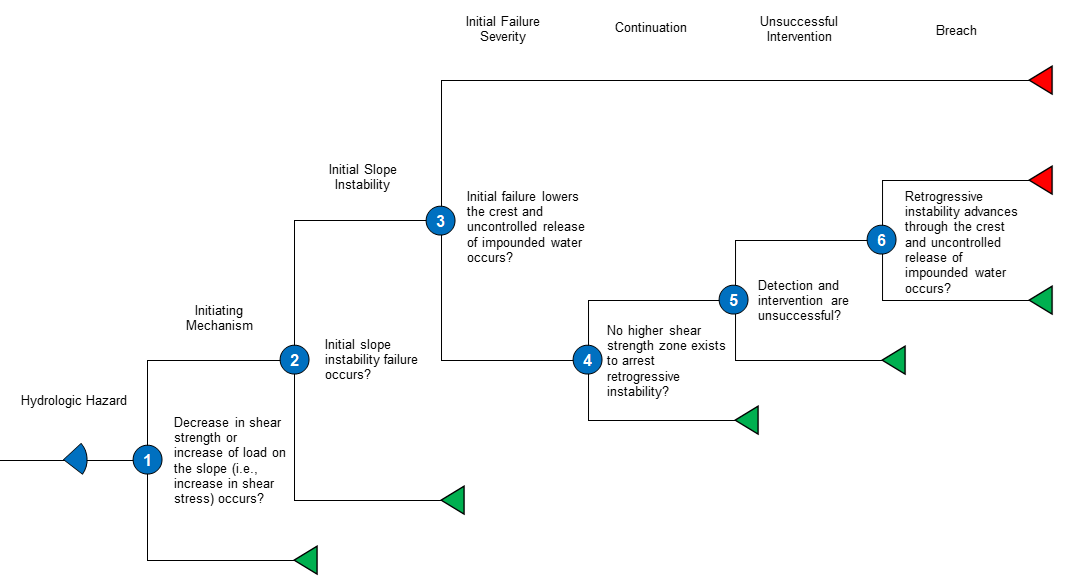 Initial Failure
Severity
Continuation
Unsuccessful
Intervention
Breach
Initial Slope
Instability
3
Initial failure lowers
the crest and
uncontrolled release
of impounded water
occurs?
6
Retrogressive
instability advances
through the crest
and uncontrolled
release of
impounded water
occurs?
5
Detection and
intervention are
unsuccessful?
Initiating
Mechanism
2
Initial slope
instability failure
occurs?
4
No higher shear
strength zone exists
to arrest
retrogressive
instability?
Hydrologic Hazard
1
Decrease in shear
strength or
increase of load on
the slope (i.e.,
increase in shear
stress) occurs?